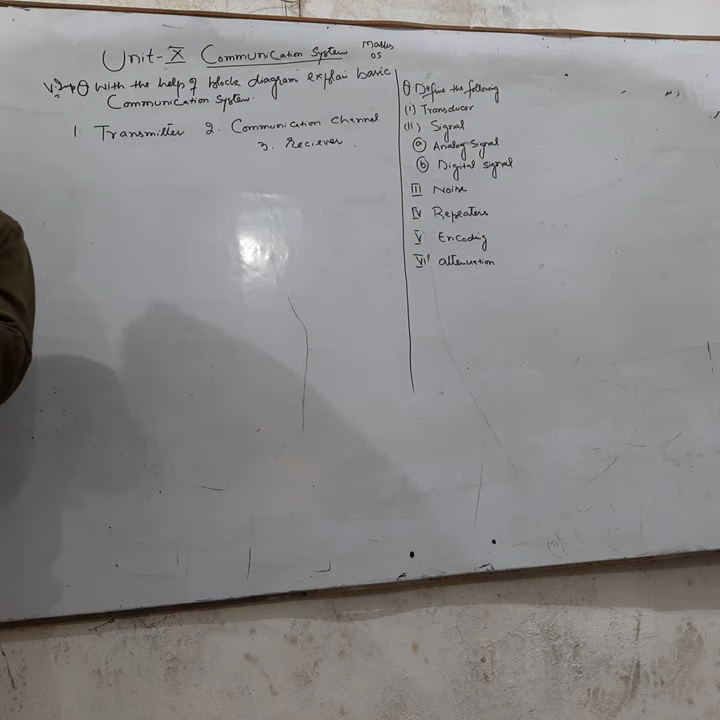 Unit-X Communication System Marks 05
Q With the help of block diagram explain basic
Communication System.
1. Transmitter 2. Communication channel
3. Reciever.
Q Define the following
(i) Transducer
(ii) Signal
(a) Analog Signal
(b) Digital Signal
III Noise
IV Repeaters
V Encoding
VI attenuation